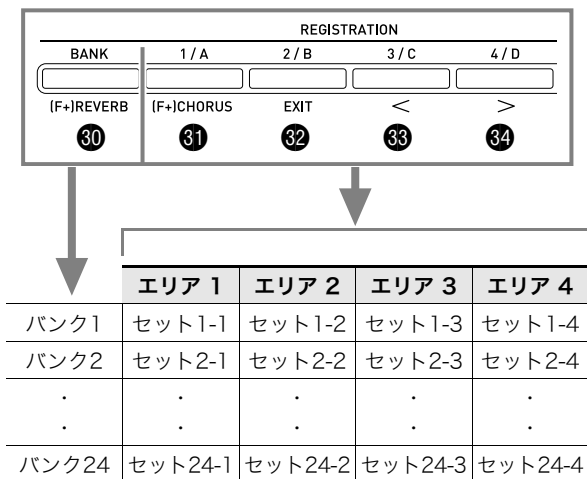 REGISTRATION
BANK 1 / A 2 / B 3 / C 4 / D
(F+)REVERB (F+)CHORUS EXIT < >
30 31 32 33 34
エリア 1 エリア 2 エリア 3 エリア 4
バンク1 セット1-1 セット1-2 セット1-3 セット1-4
バンク2 セット2-1 セット2-2 セット2-3 セット2-4
· · · · ·
· · · · ·
バンク24 セット24-1 セット24-2 セット24-3 セット24-4